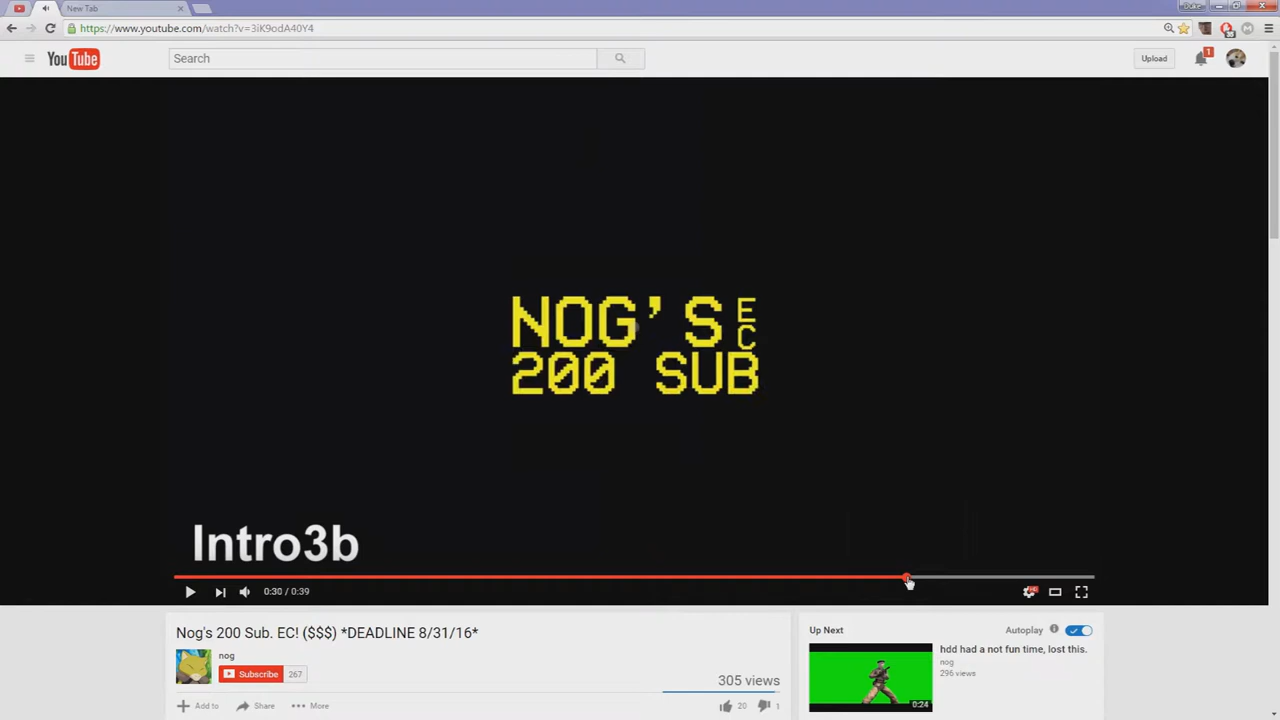 New Tab
Duke
https://www.youtube.com/watch?v=3iK9odA40Y4
YouTube
Search
Upload
1
NOG'S EC
200 SUB
Intro3b
0:30 / 0:39
Nog's 200 Sub. EC! ($$$) *DEADLINE 8/31/16*
nog
Subscribe 267
305 views
Add to Share More
20 1
Up Next Autoplay
hdd had a not fun time, lost this.
nog
296 views
0:24